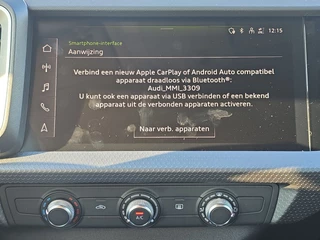 12:15
Smartphone-interface
Aanwijzing
Verbind een nieuw Apple CarPlay of Android Auto compatibel
apparaat draadloos via Bluetooth®:
Audi_MMI_3309
U kunt ook een apparaat via USB verbinden of een bekend
apparaat uit de verbonden apparaten activeren.
Naar verb. apparaten
A/C